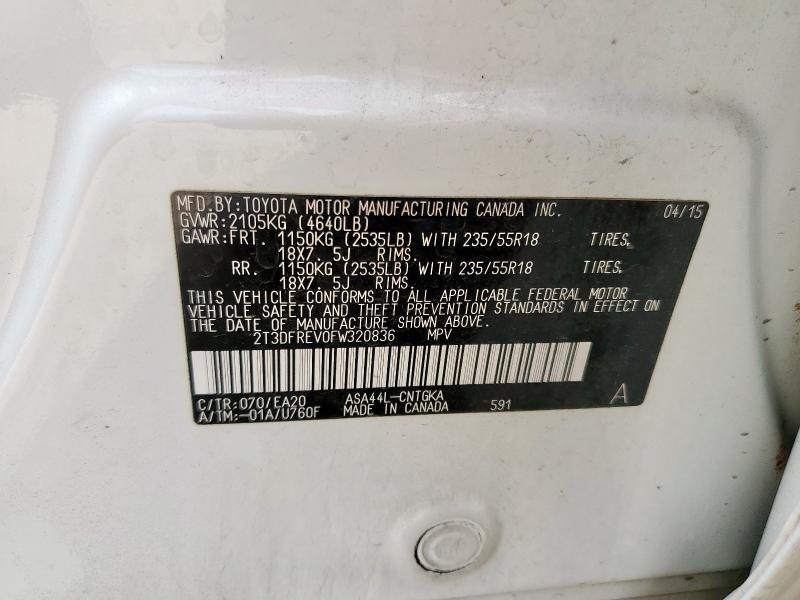 MFD.BY:TOYOTA MOTOR MANUFACTURING CANADA INC. 04/15
GVWR:2105KG (4640LB)
GAWR:FRT. 1150KG (2535LB) WITH 235/55R18 TIRES.
18X7. 5J RIMS.
RR. 1150KG (2535LB) WITH 235/55R18 TIRES.
18X7. 5J RIMS.
THIS VEHICLE CONFORMS TO ALL APPLICABLE FEDERAL MOTOR
VEHICLE SAFETY AND THEFT PREVENTION STANDARDS IN EFFECT ON
THE DATE OF MANUFACTURE SHOWN ABOVE.
2T3DFREV0FW320836 MPV
C/TR:070/EA20 ASA44L-CNTGKA 591 A
A/TM:-01A/U760F MADE IN CANADA